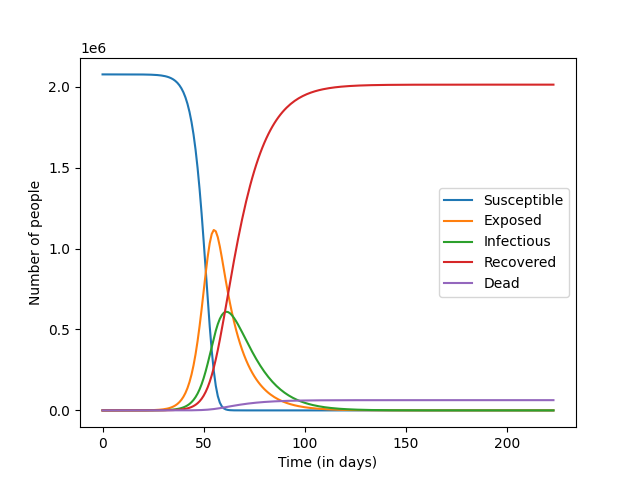 1e6
2.0
1.5
1.0
0.5
0.0
Number of people
Susceptible
Exposed
Infectious
Recovered
Dead
0 50 100 150 200
Time (in days)